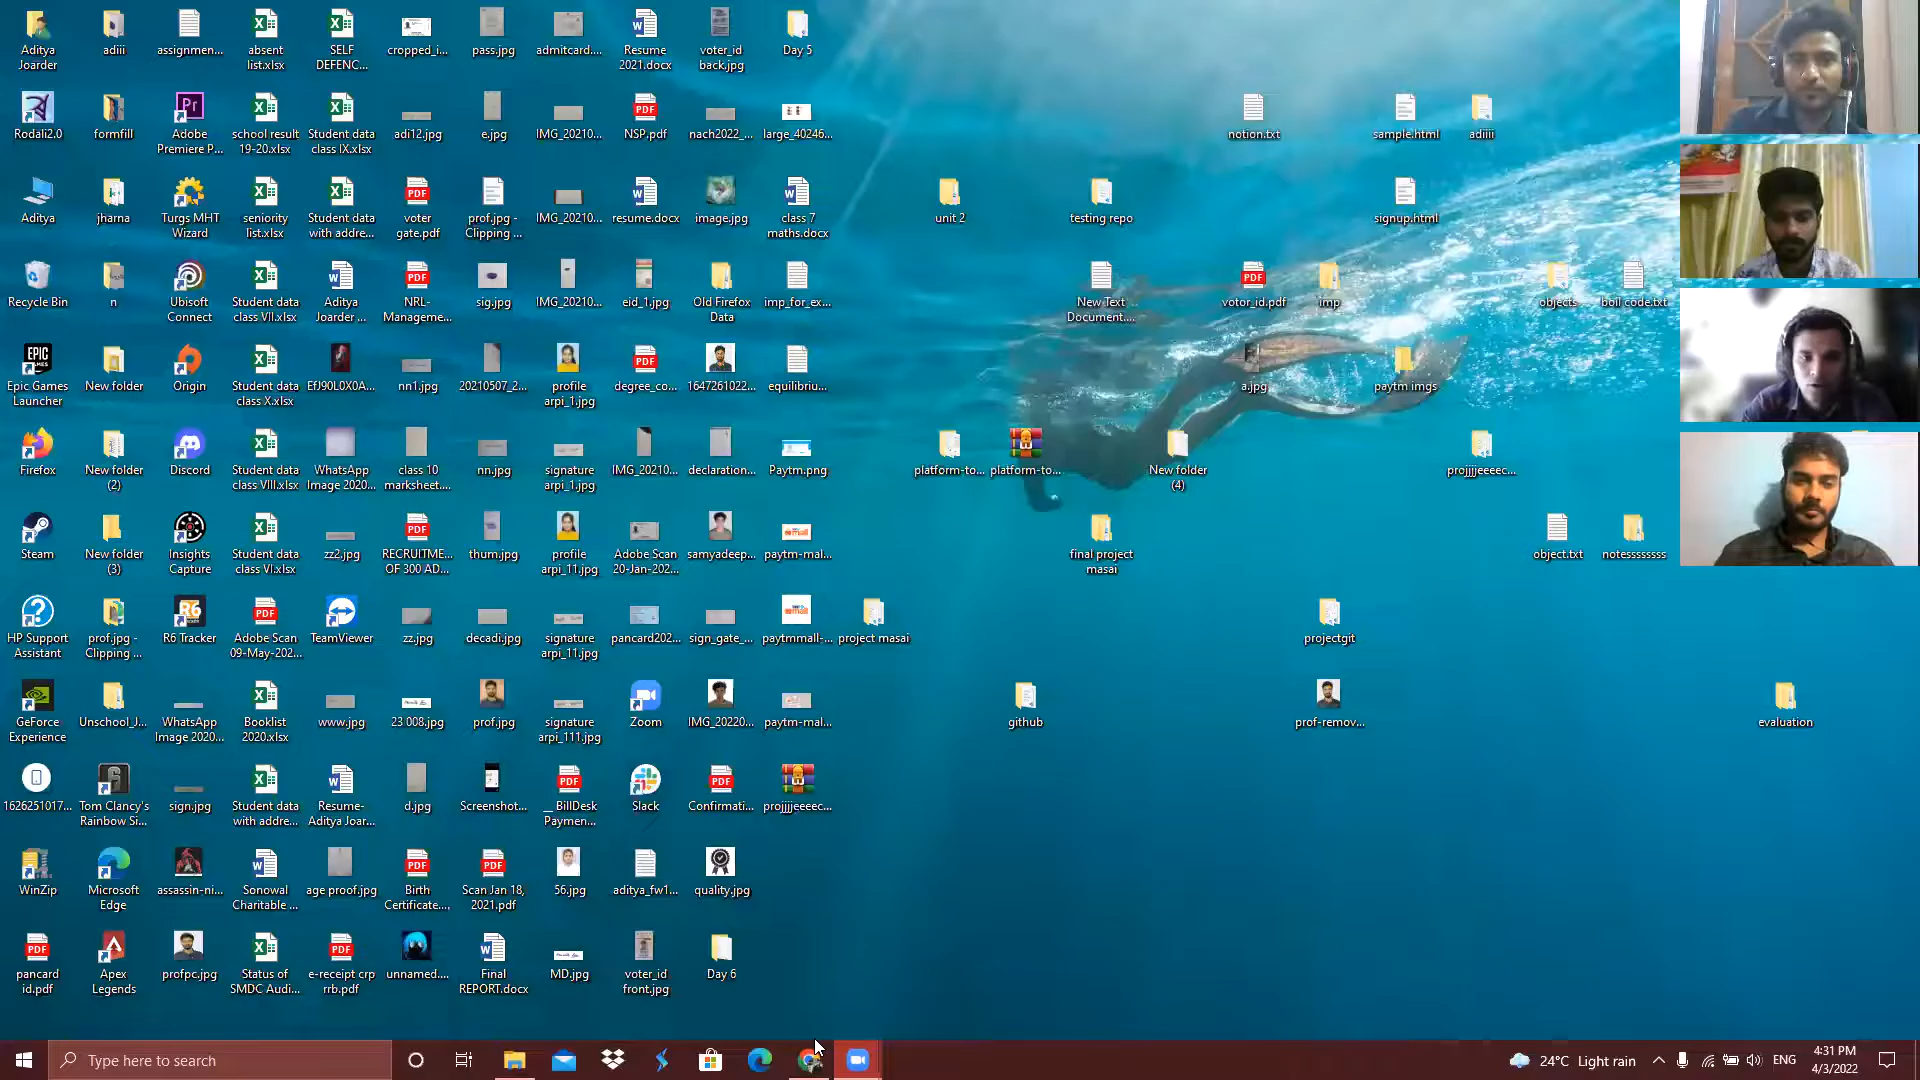 Aditya
Joarder
adiii
assignmen...
absent
list.xlsx
SELF
DEFENC...
cropped_i...
pass.jpg
admitcard....
Resume
2021.docx
voter_id
back.jpg
Day 5
Rodali2.0
formfill
Adobe
Premiere P...
school result
19-20.xlsx
Student data
class IX.xlsx
adi12.jpg
e.jpg
IMG_20210...
NSP.pdf
nach2022_...
large_40246...
notion.txt
sample.html
adiiii
Aditya
jharna
Turgs MHT
Wizard
seniority
list.xlsx
Student data
with addre...
voter
gate.pdf
prof.jpg -
Clipping ...
IMG_20210...
resume.docx
image.jpg
class 7
maths.docx
unit 2
testing repo
signup.html
Recycle Bin
n
Ubisoft
Connect
Student data
class VII.xlsx
Aditya
Joarder ...
NRL-
Manageme...
sig.jpg
IMG_20210...
eid_1.jpg
Old Firefox
Data
imp_for_ex...
New Text
Document....
votor_id.pdf
imp
objects
boil code.txt
Epic Games
Launcher
New folder
Origin
Student data
class X.xlsx
EfJ90L0X0A...
nn1.jpg
20210507_2...
profile
arpi_1.jpg
degree_co...
1647261022...
equilibriu...
a.jpg
paytm imgs
Firefox
New folder
(2)
Discord
Student data
class VIII.xlsx
WhatsApp
Image 2020...
class 10
marksheet....
nn.jpg
signature
arpi_1.jpg
IMG_20210...
declaration...
Paytm.png
platform-to...
platform-to...
New folder
(4)
projjjjeeeec...
Steam
New folder
(3)
Insights
Capture
Student data
class VI.xlsx
zz2.jpg
RECRUITME...
OF 300 AD...
thum.jpg
profile
arpi_11.jpg
Adobe Scan
20-Jan-202...
samyadeep...
paytm-mal...
final project
masai
object.txt
notesssssssss
HP Support
Assistant
prof.jpg -
Clipping ...
R6 Tracker
Adobe Scan
09-May-202...
TeamViewer
zz.jpg
decadi.jpg
signature
arpi_11.jpg
pancard202...
sign_gate_...
paytmmall-...
project masai
projectgit
GeForce
Experience
Unschool_J...
WhatsApp
Image 2020...
Booklist
2020.xlsx
www.jpg
23 008.jpg
prof.jpg
signature
arpi_111.jpg
Zoom
IMG_20220...
paytm-mal...
github
prof-remov...
evaluation
1626251017...
Tom Clancy's
Rainbow Si...
sign.jpg
Student data
with addre...
Resume-
Aditya Joar...
d.jpg
Screenshot...
__ BillDesk
Paymen...
Slack
Confirmati...
projjjjeeeec...
WinZip
Microsoft
Edge
assassin-ni...
Sonowal
Charitable ...
age proof.jpg
Birth
Certificate....
Scan Jan 18,
2021.pdf
56.jpg
aditya_fw1...
quality.jpg
pancard
id.pdf
Apex
Legends
profpc.jpg
Status of
SMDC Audi...
e-receipt crp
rrb.pdf
unnamed....
Final
REPORT.docx
MD.jpg
voter_id
front.jpg
Day 6
Type here to search
24°C Light rain
ENG
4:31 PM
4/3/2022